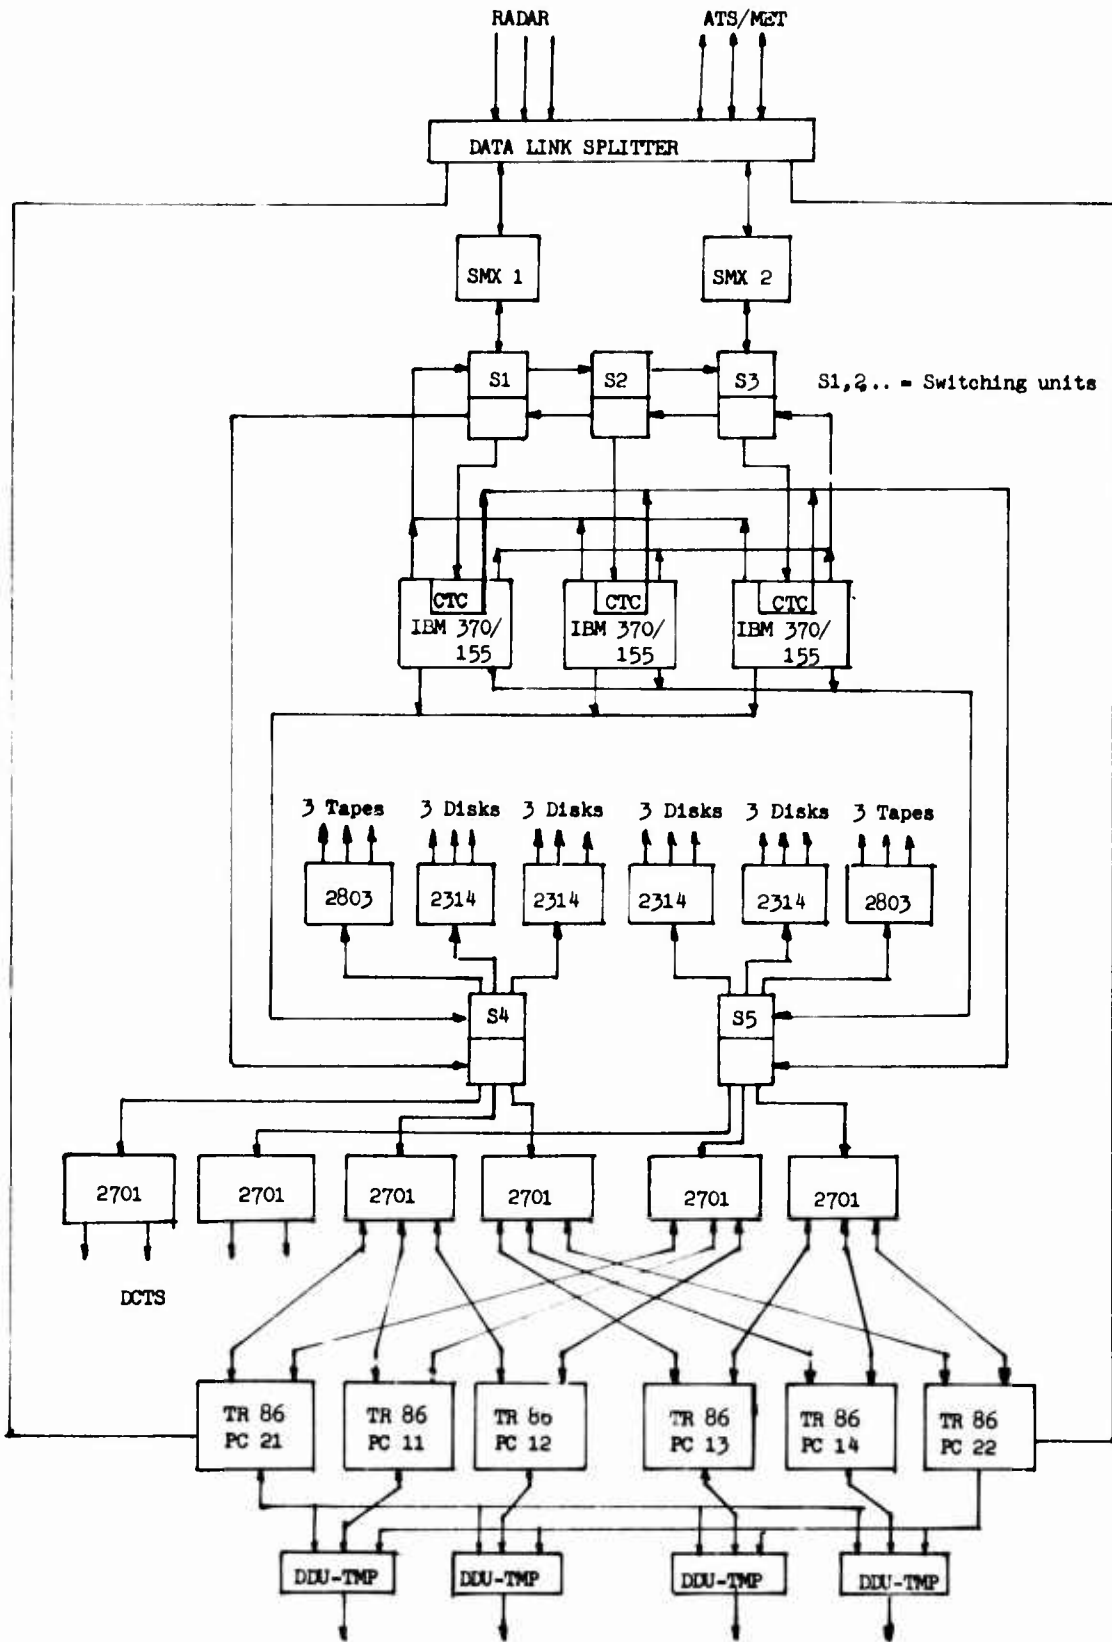 RADAR
ATS/MET
DATA LINK SPLITTER
SMX 1
SMX 2
S1
S2
S3
S1,2.. = Switching units
CTC
CTC
CTC
IBM 370/
155
IBM 370/
155
IBM 370/
155
3 Tapes
3 Disks
3 Disks
3 Disks
3 Disks
3 Tapes
2803
2314
2314
2314
2314
2803
S4
S5
2701
2701
2701
2701
2701
2701
DCTS
TR 86
PC 21
TR 86
PC 11
TR 86
PC 12
TR 86
PC 13
TR 86
PC 14
TR 86
PC 22
DDU-TMP
DDU-TMP
DDU-TMP
DDU-TMP